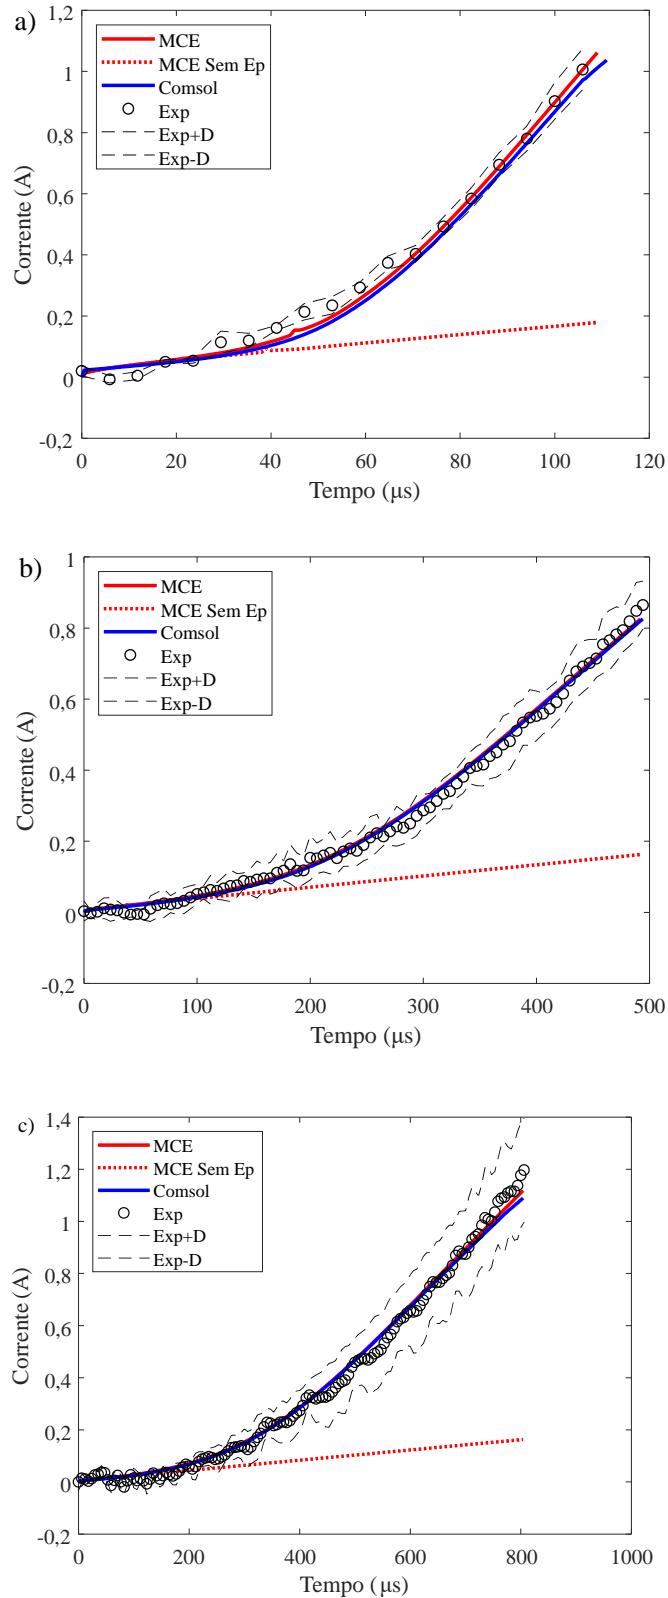 a)
1,2
1
0,8
0,6
0,4
0,2
0
-0,2
Corrente (A)
MCE
MCE Sem Ep
Comsol
Exp
Exp+D
Exp-D
0 20 40 60 80 100 120
Tempo (μs)
b)
1
0,8
0,6
0,4
0,2
0
-0,2
Corrente (A)
MCE
MCE Sem Ep
Comsol
Exp
Exp+D
Exp-D
0 100 200 300 400 500
Tempo (μs)
c)
1,4
1,2
1
0,8
0,6
0,4
0,2
0
-0,2
Corrente (A)
MCE
MCE Sem Ep
Comsol
Exp
Exp+D
Exp-D
0 200 400 600 800 1000
Tempo (μs)